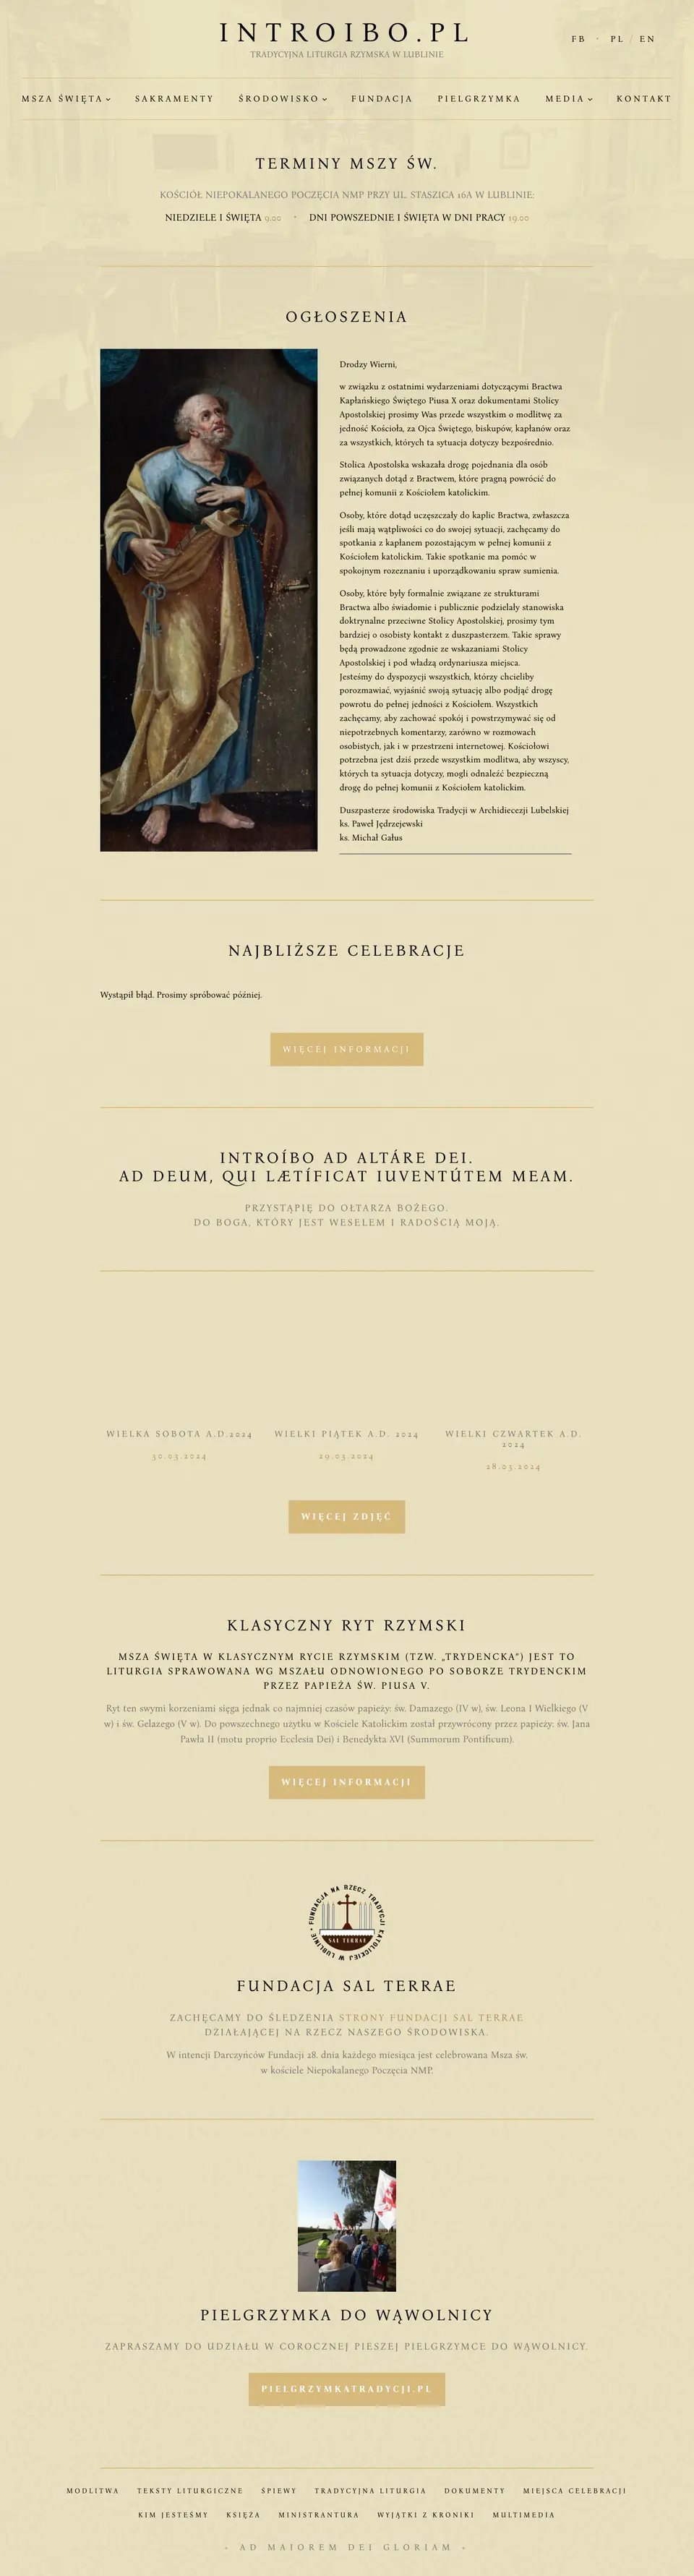 INTROIBO.PL
TRADYCYJNA LITURGIA RZYMSKA W LUBLINIE
FB • PL / EN
MSZA ŚWIĘTA SAKRAMENTY ŚRODOWISKO FUNDACJA PIELGRZYMKA MEDIA KONTAKT
TERMINY MSZY ŚW.
KOŚCIÓŁ NIEPOKALANEGO POCZĘCIA NMP PRZY UL. STASZICA 16A W LUBLINIE:
NIEDZIELE I ŚWIĘTA 9.00 • DNI POWSZEDNIE I ŚWIĘTA W DNI PRACY 19.00
OGŁOSZENIA
Drodzy Wierni,
w związku z ostatnimi wydarzeniami dotyczącymi Bractwa
Kapłańskiego Świętego Piusa X oraz dokumentami Stolicy
Apostolskiej prosimy Was przede wszystkim o modlitwę za
jedność Kościoła, za Ojca Świętego, biskupów, kapłanów oraz
za wszystkich, których ta sytuacja dotyczy bezpośrednio.
Stolica Apostolska wskazała drogę pojednania dla osób
związanych dotąd z Bractwem, które pragną powrócić do
pełnej komunii z Kościołem katolickim.
Osoby, które dotąd uczęszczały do kaplic Bractwa, zwłaszcza
jeśli mają wątpliwości co do swojej sytuacji, zachęcamy do
spotkania z kapłanem pozostającym w pełnej komunii z
Kościołem katolickim. Takie spotkanie ma pomóc w
spokojnym rozeznaniu i uporządkowaniu spraw sumienia.
Osoby, które były formalnie związane ze strukturami
Bractwa albo świadomie i publicznie podzielały stanowiska
doktrynalne przeciwne Stolicy Apostolskiej, prosimy tym
bardziej o osobisty kontakt z duszpasterzem. Takie sprawy
będą prowadzone zgodnie ze wskazaniami Stolicy
Apostolskiej i pod władzą ordynariusza miejsca.
Jesteśmy do dyspozycji wszystkich, którzy chcieliby
porozmawiać, wyjaśnić swoją sytuację albo podjąć drogę
powrotu do pełnej jedności z Kościołem. Wszystkich
zachęcamy, aby zachować spokój i powstrzymywać się od
niepotrzebnych komentarzy, zarówno w rozmowach
osobistych, jak i w przestrzeni internetowej. Kościołowi
potrzebna jest dziś przede wszystkim modlitwa, aby wszyscy,
których ta sytuacja dotyczy, mogli odnaleźć bezpieczną
drogę do pełnej komunii z Kościołem katolickim.
Duszpasterze środowiska Tradycji w Archidiecezji Lubelskiej
ks. Paweł Jędrzejewski
ks. Michał Gałus
NAJBLIŻSZE CELEBRACJE
Wystąpił błąd. Prosimy spróbować później.
WIĘCEJ INFORMACJI
INTROÍBO AD ALTÁRE DEI.
AD DEUM, QUI LÆTÍFICAT IUVENTÚTEM MEAM.
PRZYSTĄPIĘ DO OŁTARZA BOŻEGO.
DO BOGA, KTÓRY JEST WESELEM I RADOŚCIĄ MOJĄ.
WIELKA SOBOTA A.D.2024
30.03.2024
WIELKI PIĄTEK A.D. 2024
29.03.2024
WIELKI CZWARTEK A.D.
2024
28.03.2024
WIĘCEJ ZDJĘĆ
KLASYCZNY RYT RZYMSKI
MSZA ŚWIĘTA W KLASYCZNYM RYCIE RZYMSKIM (TZW. „TRYDENCKA”) JEST TO
LITURGIA SPRAWOWANA WG MSZAŁU ODNOWIONEGO PO SOBORZE TRYDENCKIM
PRZEZ PAPIEŻA ŚW. PIUSA V.
Ryt ten swymi korzeniami sięga jednak co najmniej czasów papieży: św. Damazego (IV w), św. Leona I Wielkiego (V
w) i św. Gelazego (V w). Do powszechnego użytku w Kościele Katolickim został przywrócony przez papieży: św. Jana
Pawła II (motu proprio Ecclesia Dei) i Benedykta XVI (Summorum Pontificum).
WIĘCEJ INFORMACJI
FUNDACJA NA RZECZ TRADYCJI KATOLICKIEJ W LUBLINIE
SAL TERRAE
FUNDACJA SAL TERRAE
ZACHĘCAMY DO ŚLEDZENIA STRONY FUNDACJI SAL TERRAE
DZIAŁAJĄCEJ NA RZECZ NASZEGO ŚRODOWISKA.
W intencji Darczyńców Fundacji 28. dnia każdego miesiąca jest celebrowana Msza św.
w kościele Niepokalanego Poczęcia NMP.
PIELGRZYMKA DO WĄWOLNICY
ZAPRASZAMY DO UDZIAŁU W COROCZNEJ PIESZEJ PIELGRZYMCE DO WĄWOLNICY.
PIELGRZYMKATRADYCJI.PL
MODLITWA TEKSTY LITURGICZNE ŚPIEWY TRADYCYJNA LITURGIA DOKUMENTY MIEJSCA CELEBRACJI
KIM JESTEŚMY KSIĘŻA MINISTRANTURA WYJĄTKI Z KRONIKI MULTIMEDIA
• AD MAIOREM DEI GLORIAM •